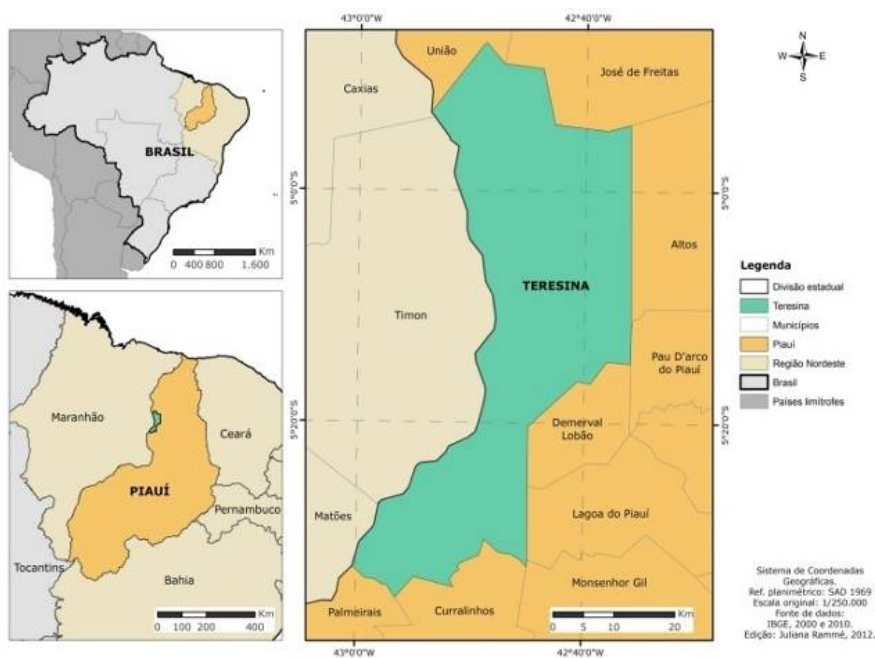 BRASIL
Km
0 400 800 1.600
Maranhão
Ceará
PIAUÍ
Pernambuco
Tocantins
Bahia
Km
0 100 200 400
43°0'0"W
42°40'0"W
União
José de Freitas
Caxias
5°0'0"S
5°0'0"S
Altos
TERESINA
Timon
Pau D'arco
do Piauí
5°20'0"S
5°20'0"S
Demerval
Lobão
Matões
Lagoa do Piauí
Monsenhor Gil
Palmeirais
Curralinhos
Km
0 5 10 20
43°0'0"W
42°40'0"W
N
W E
S
Legenda
Divisão estadual
Teresina
Municípios
Piauí
Região Nordeste
Brasil
Países limítrofes
Sistema de Coordenadas
Geográficas.
Ref. planimétrico: SAD 1969
Escala original: 1/250.000
Fonte de dados:
IBGE, 2000 e 2010.
Edição: Juliana Rammé, 2012.